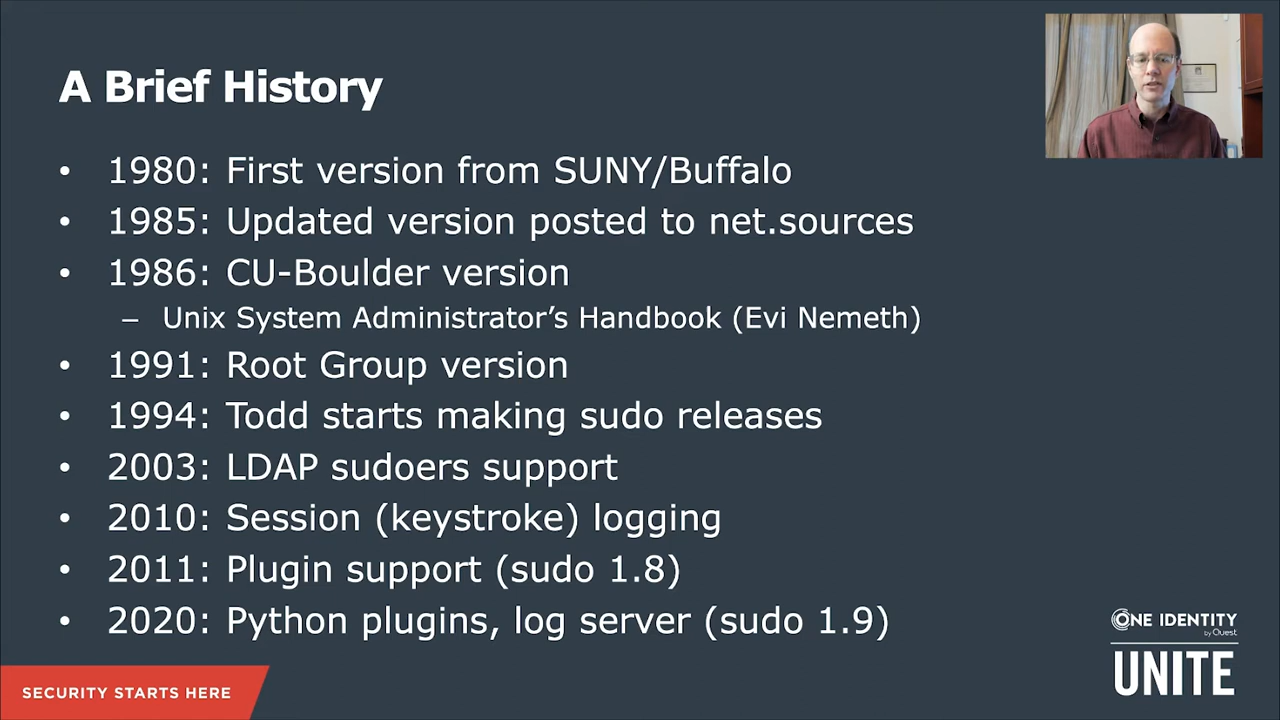 A Brief History
• 1980: First version from SUNY/Buffalo
• 1985: Updated version posted to net.sources
• 1986: CU-Boulder version
– Unix System Administrator’s Handbook (Evi Nemeth)
• 1991: Root Group version
• 1994: Todd starts making sudo releases
• 2003: LDAP sudoers support
• 2010: Session (keystroke) logging
• 2011: Plugin support (sudo 1.8)
• 2020: Python plugins, log server (sudo 1.9)
SECURITY STARTS HERE
ONE IDENTITY
by Quest
UNITE